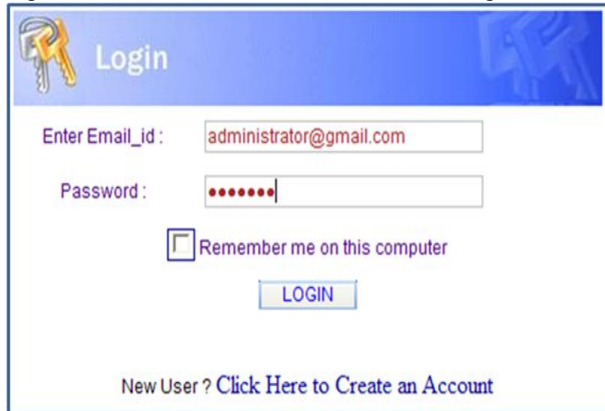 Login
Enter Email_id : administrator@gmail.com
Password : •••••••
Remember me on this computer
LOGIN
New User ? Click Here to Create an Account